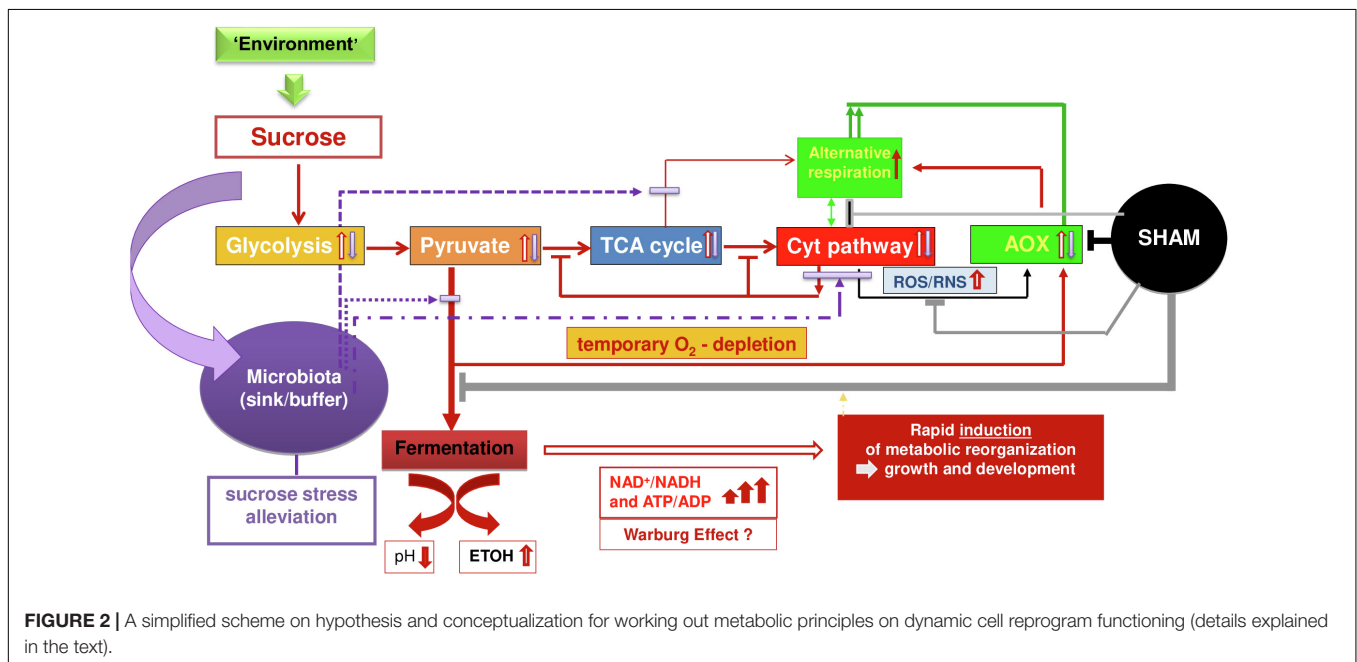 ‘Environment’
Sucrose
Glycolysis
Pyruvate
TCA cycle
Cyt pathway
Alternative
respiration
AOX
SHAM
ROS/RNS
temporary O₂ - depletion
Microbiota
(sink/buffer)
sucrose stress
alleviation
Fermentation
pH
ETOH
NAD⁺/NADH
and ATP/ADP
Warburg Effect ?
Rapid induction
of metabolic reorganization
growth and development
FIGURE 2 | A simplified scheme on hypothesis and conceptualization for working out metabolic principles on dynamic cell reprogram functioning (details explained
in the text).